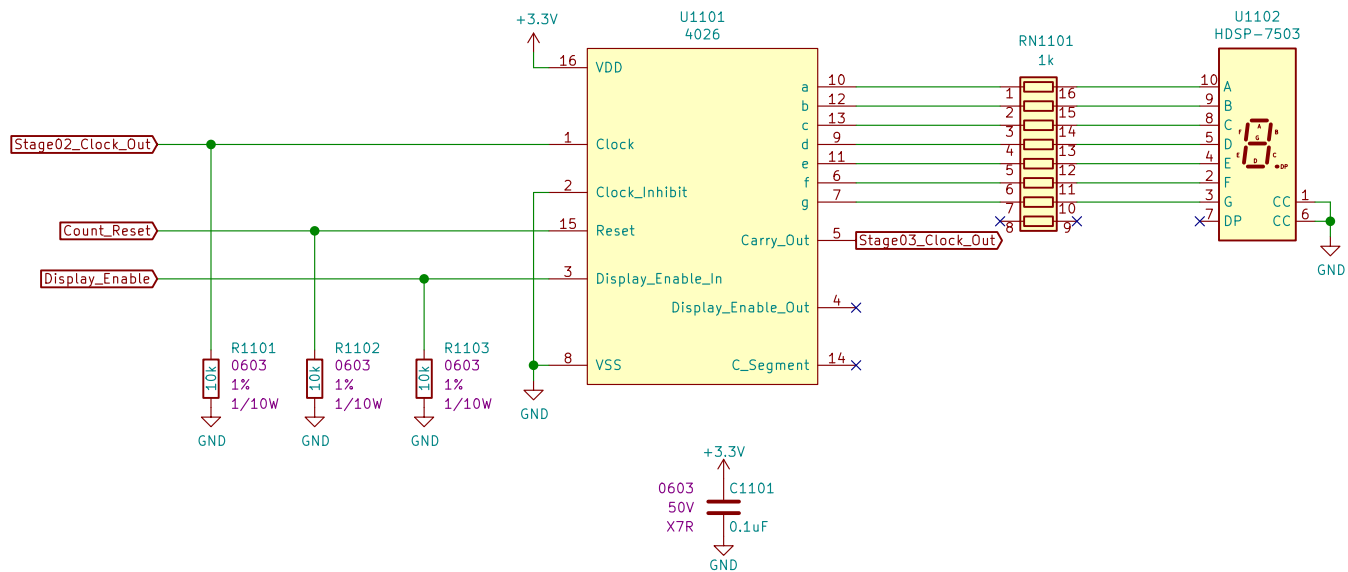 U1101
4026
+3.3V
16 VDD
1 Clock
2 Clock_Inhibit
15 Reset
3 Display_Enable_In
8 VSS
a 10
b 12
c 13
d 9
e 11
f 6
g 7
Carry_Out 5
Display_Enable_Out 4
C_Segment 14
GND
Stage02_Clock_Out
Count_Reset
Display_Enable
R1101
0603
1%
1/10W
10k
GND
R1102
0603
1%
1/10W
10k
GND
R1103
0603
1%
1/10W
10k
GND
Stage03_Clock_Out
RN1101
1k
1 16
2 15
3 14
4 13
5 12
6 11
7 10
8 9
U1102
HDSP-7503
10 A
9 B
8 C
5 D
4 E
2 F
3 G
7 DP
CC 1
CC 6
A
F B
G
E C
D
DP
GND
+3.3V
C1101
0603
50V
X7R
0.1uF
GND